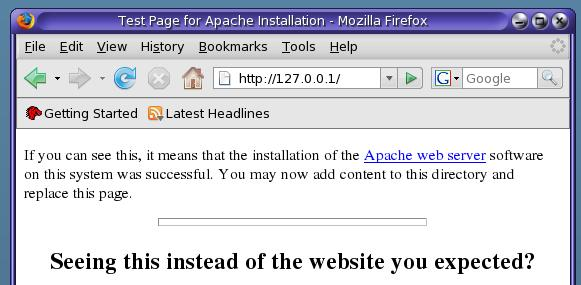 Test Page for Apache Installation - Mozilla Firefox
File Edit View History Bookmarks Tools Help
http://127.0.0.1/ G Google
Getting Started Latest Headlines
If you can see this, it means that the installation of the Apache web server software
on this system was successful. You may now add content to this directory and
replace this page.
Seeing this instead of the website you expected?